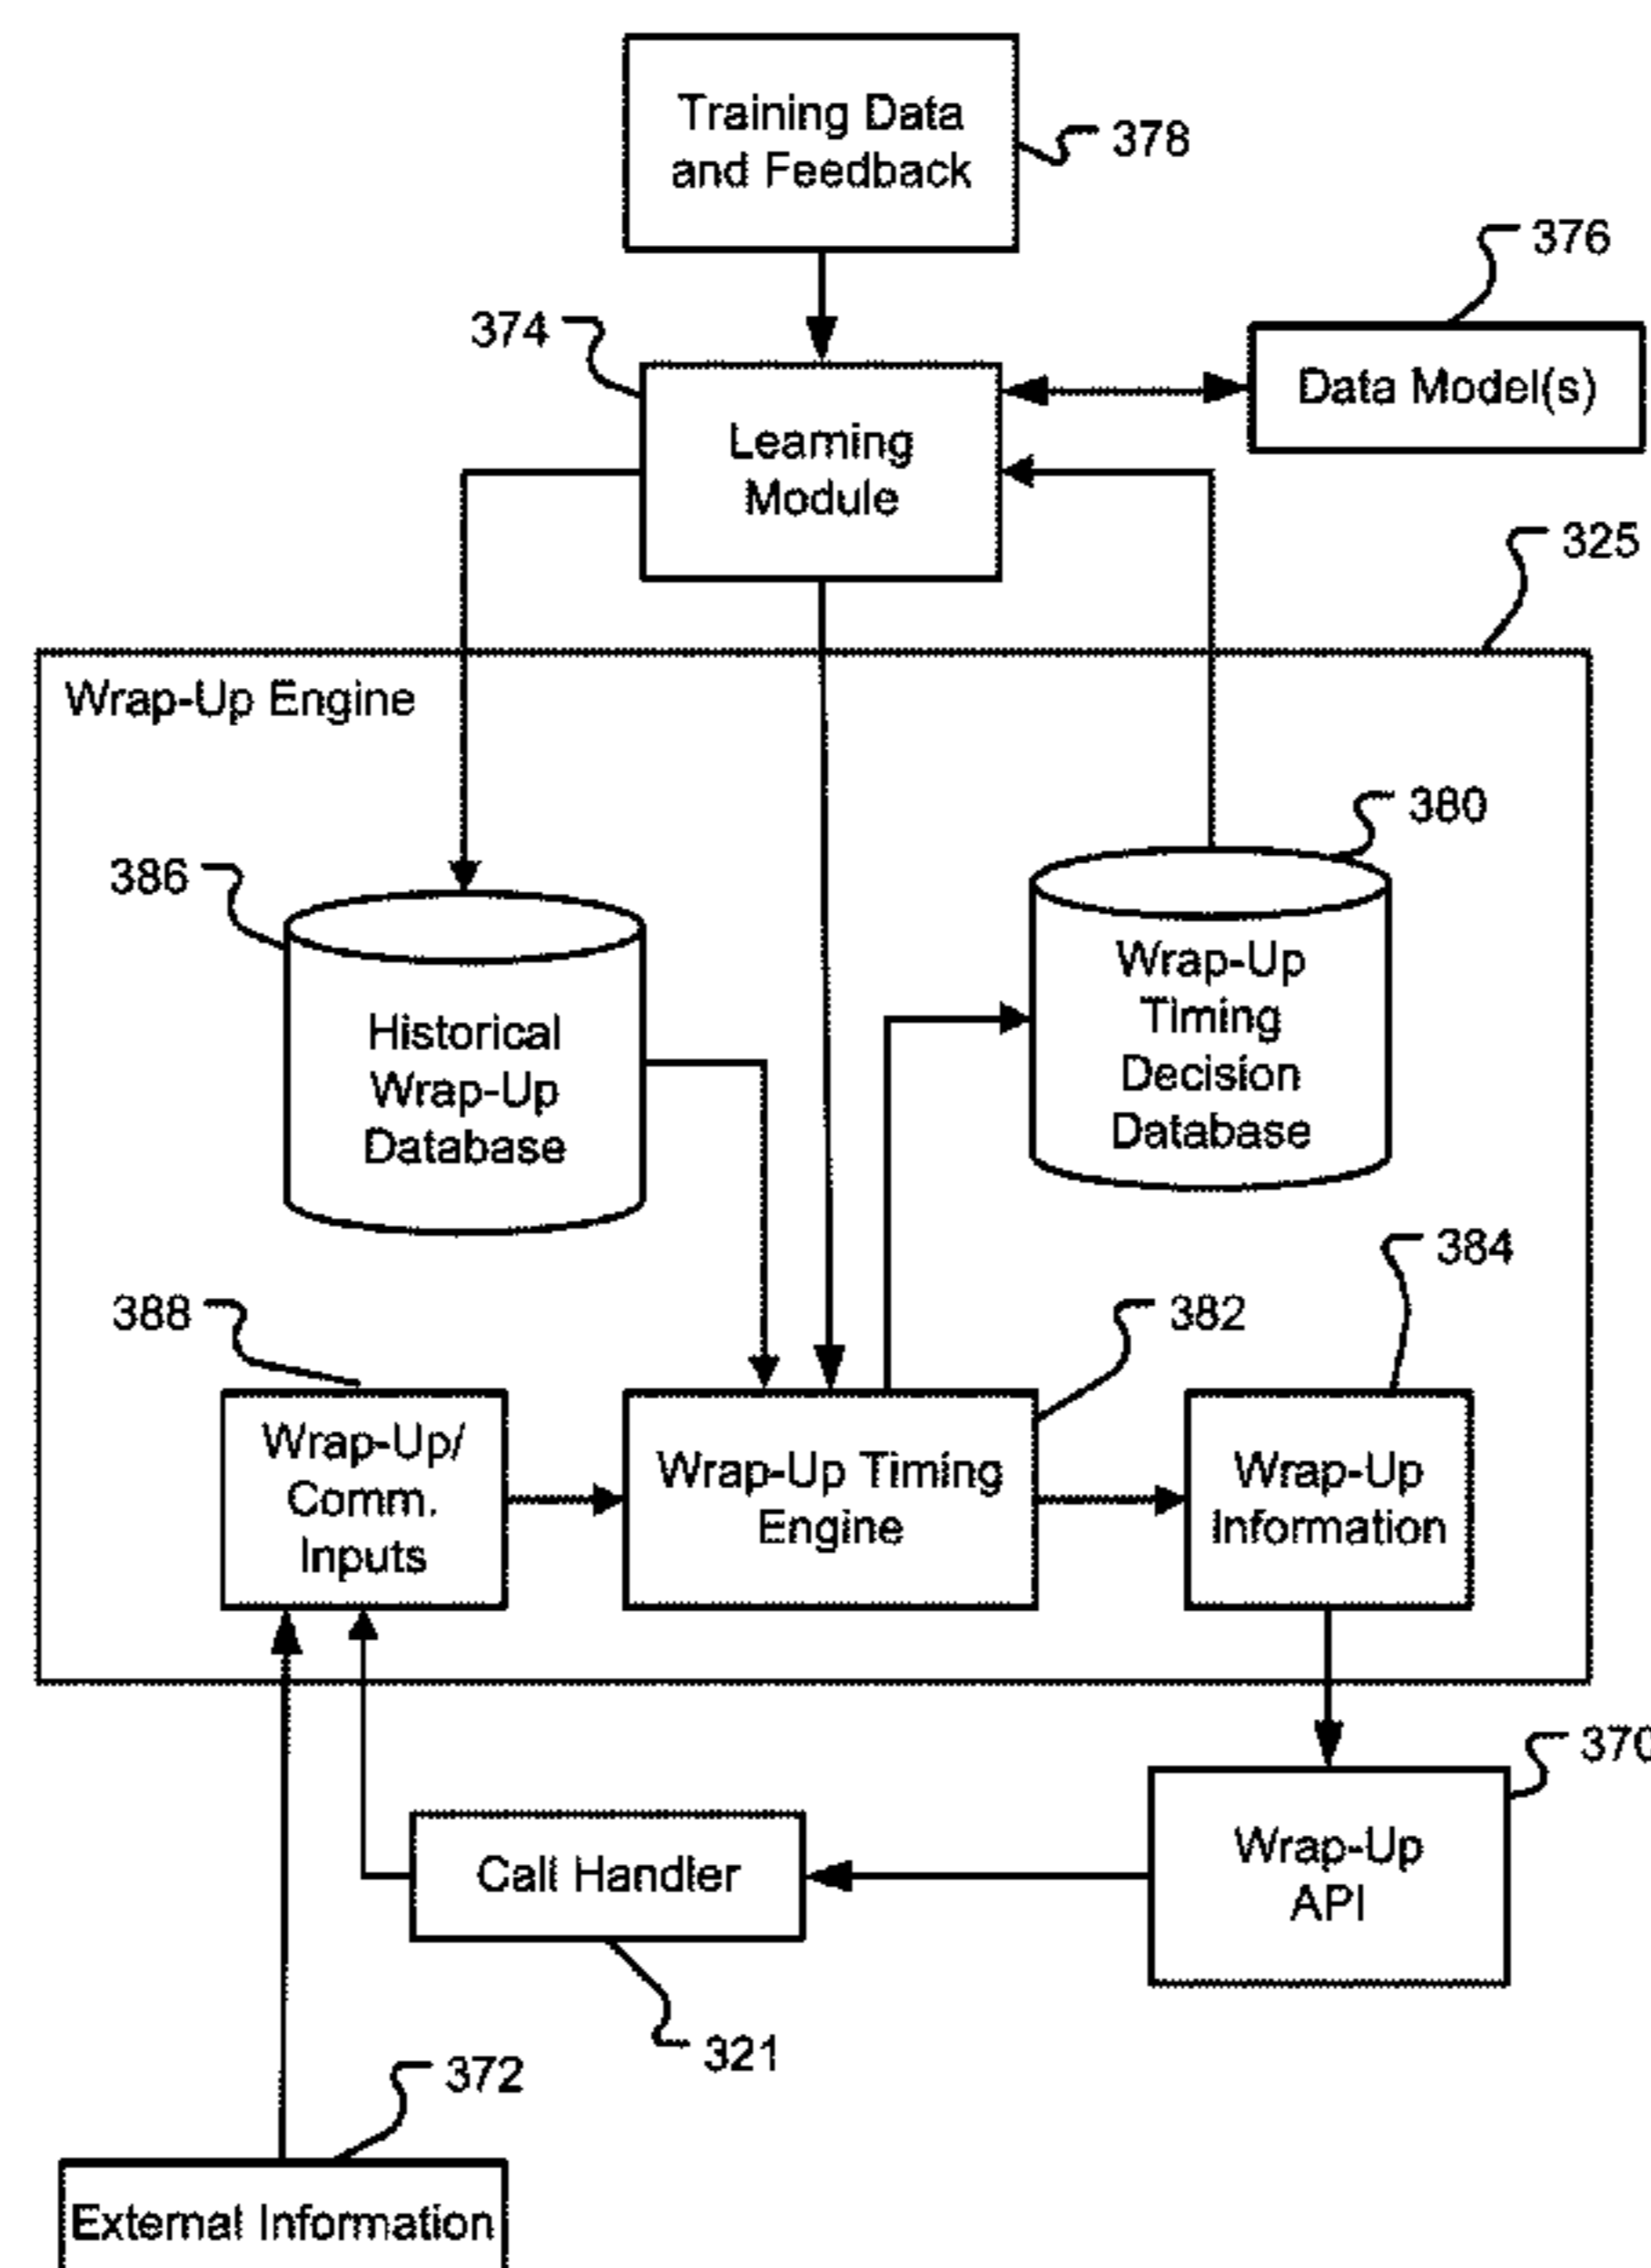 Training Data
and Feedback
378
376
374
Data Model(s)
Learning
Module
325
Wrap-Up Engine
380
386
Wrap-Up
Timing
Decision
Database
Historical
Wrap-Up
Database
384
388
382
Wrap-Up/
Comm.
Inputs
Wrap-Up Timing
Engine
Wrap-Up
Information
370
Call Handler
Wrap-Up
API
321
372
External Information